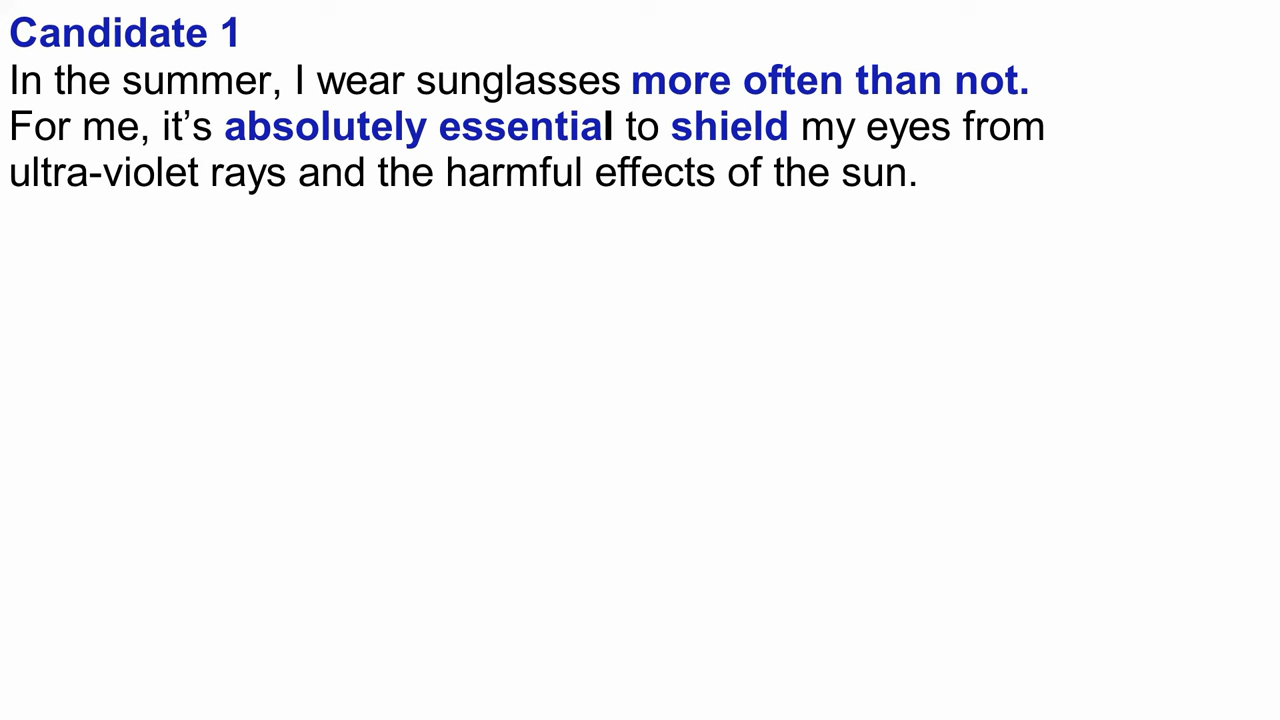 Candidate 1
In the summer, I wear sunglasses more often than not.
For me, it’s absolutely essential to shield my eyes from
ultra-violet rays and the harmful effects of the sun.